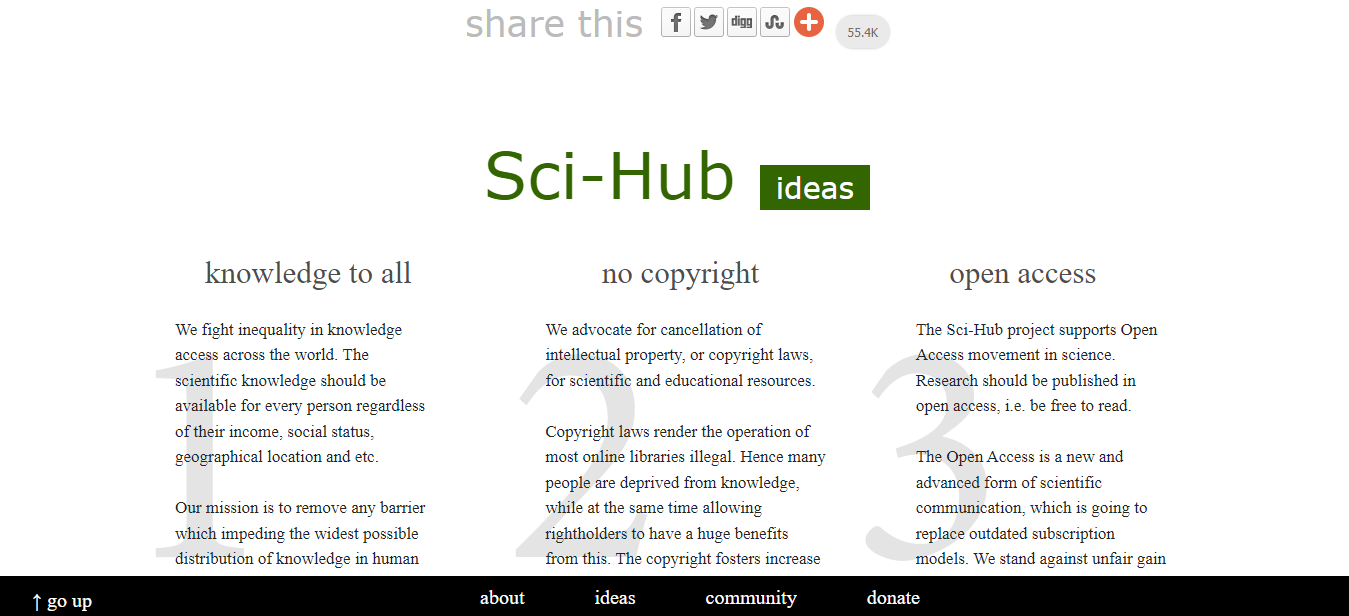 share this
digg
55.4K
Sci-Hub ideas
knowledge to all
We fight inequality in knowledge
access across the world. The
scientific knowledge should be
available for every person regardless
of their income, social status,
geographical location and etc.
Our mission is to remove any barrier
which impeding the widest possible
distribution of knowledge in human
1
no copyright
We advocate for cancellation of
intellectual property, or copyright laws,
for scientific and educational resources.
Copyright laws render the operation of
most online libraries illegal. Hence many
people are deprived from knowledge,
while at the same time allowing
rightholders to have a huge benefits
from this. The copyright fosters increase
2
open access
The Sci-Hub project supports Open
Access movement in science.
Research should be published in
open access, i.e. be free to read.
The Open Access is a new and
advanced form of scientific
communication, which is going to
replace outdated subscription
models. We stand against unfair gain
3
↑ go up
about ideas community donate